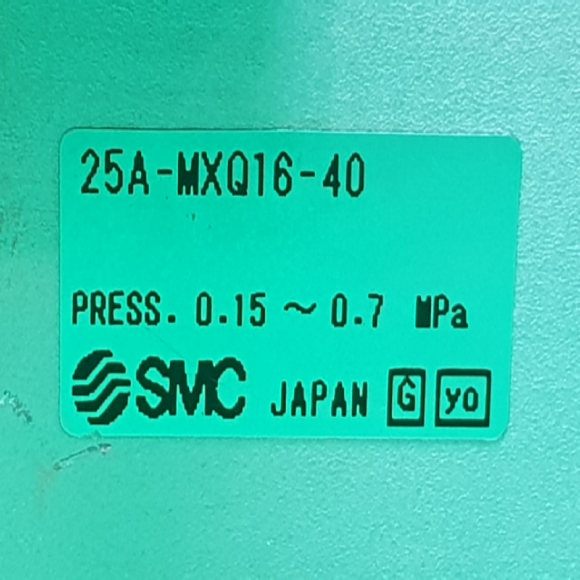 25A-MXQ16-40
PRESS. 0.15 ~ 0.7 MPa
SMC JAPAN G yo